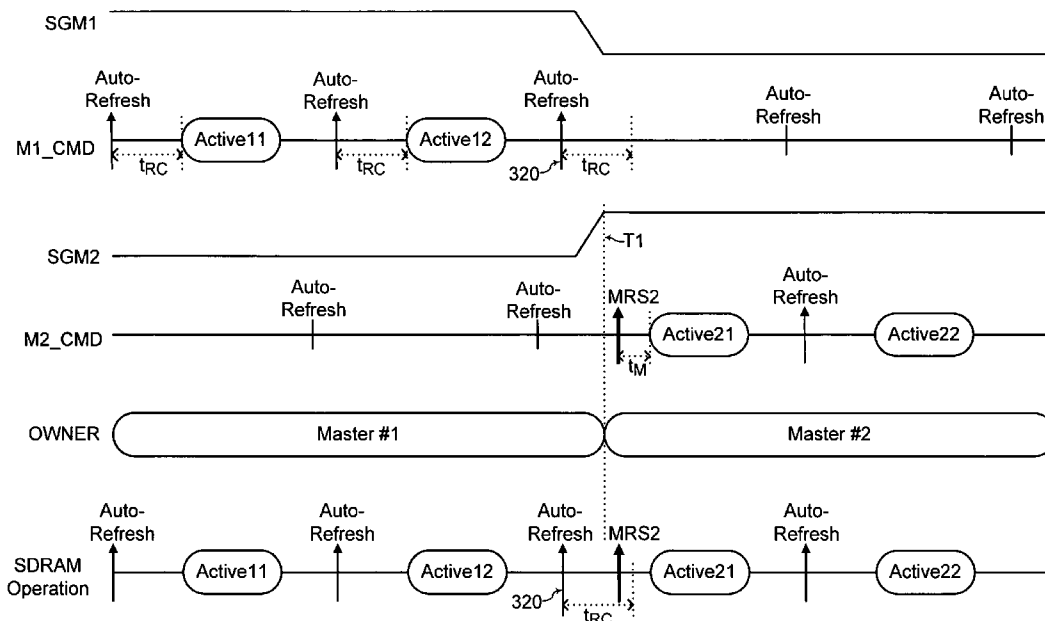 SGM1
Auto-
Refresh
Auto-
Refresh
Auto-
Refresh
Auto-
Refresh
Auto-
Refresh
M1_CMD
Active11
Active12
tRC
tRC
320
tRC
SGM2
T1
Auto-
Refresh
Auto-
Refresh
MRS2
Auto-
Refresh
M2_CMD
Active21
Active22
tM
OWNER
Master #1
Master #2
Auto-
Refresh
Auto-
Refresh
Auto-
Refresh
MRS2
Auto-
Refresh
SDRAM
Operation
Active11
Active12
Active21
Active22
320
tRC